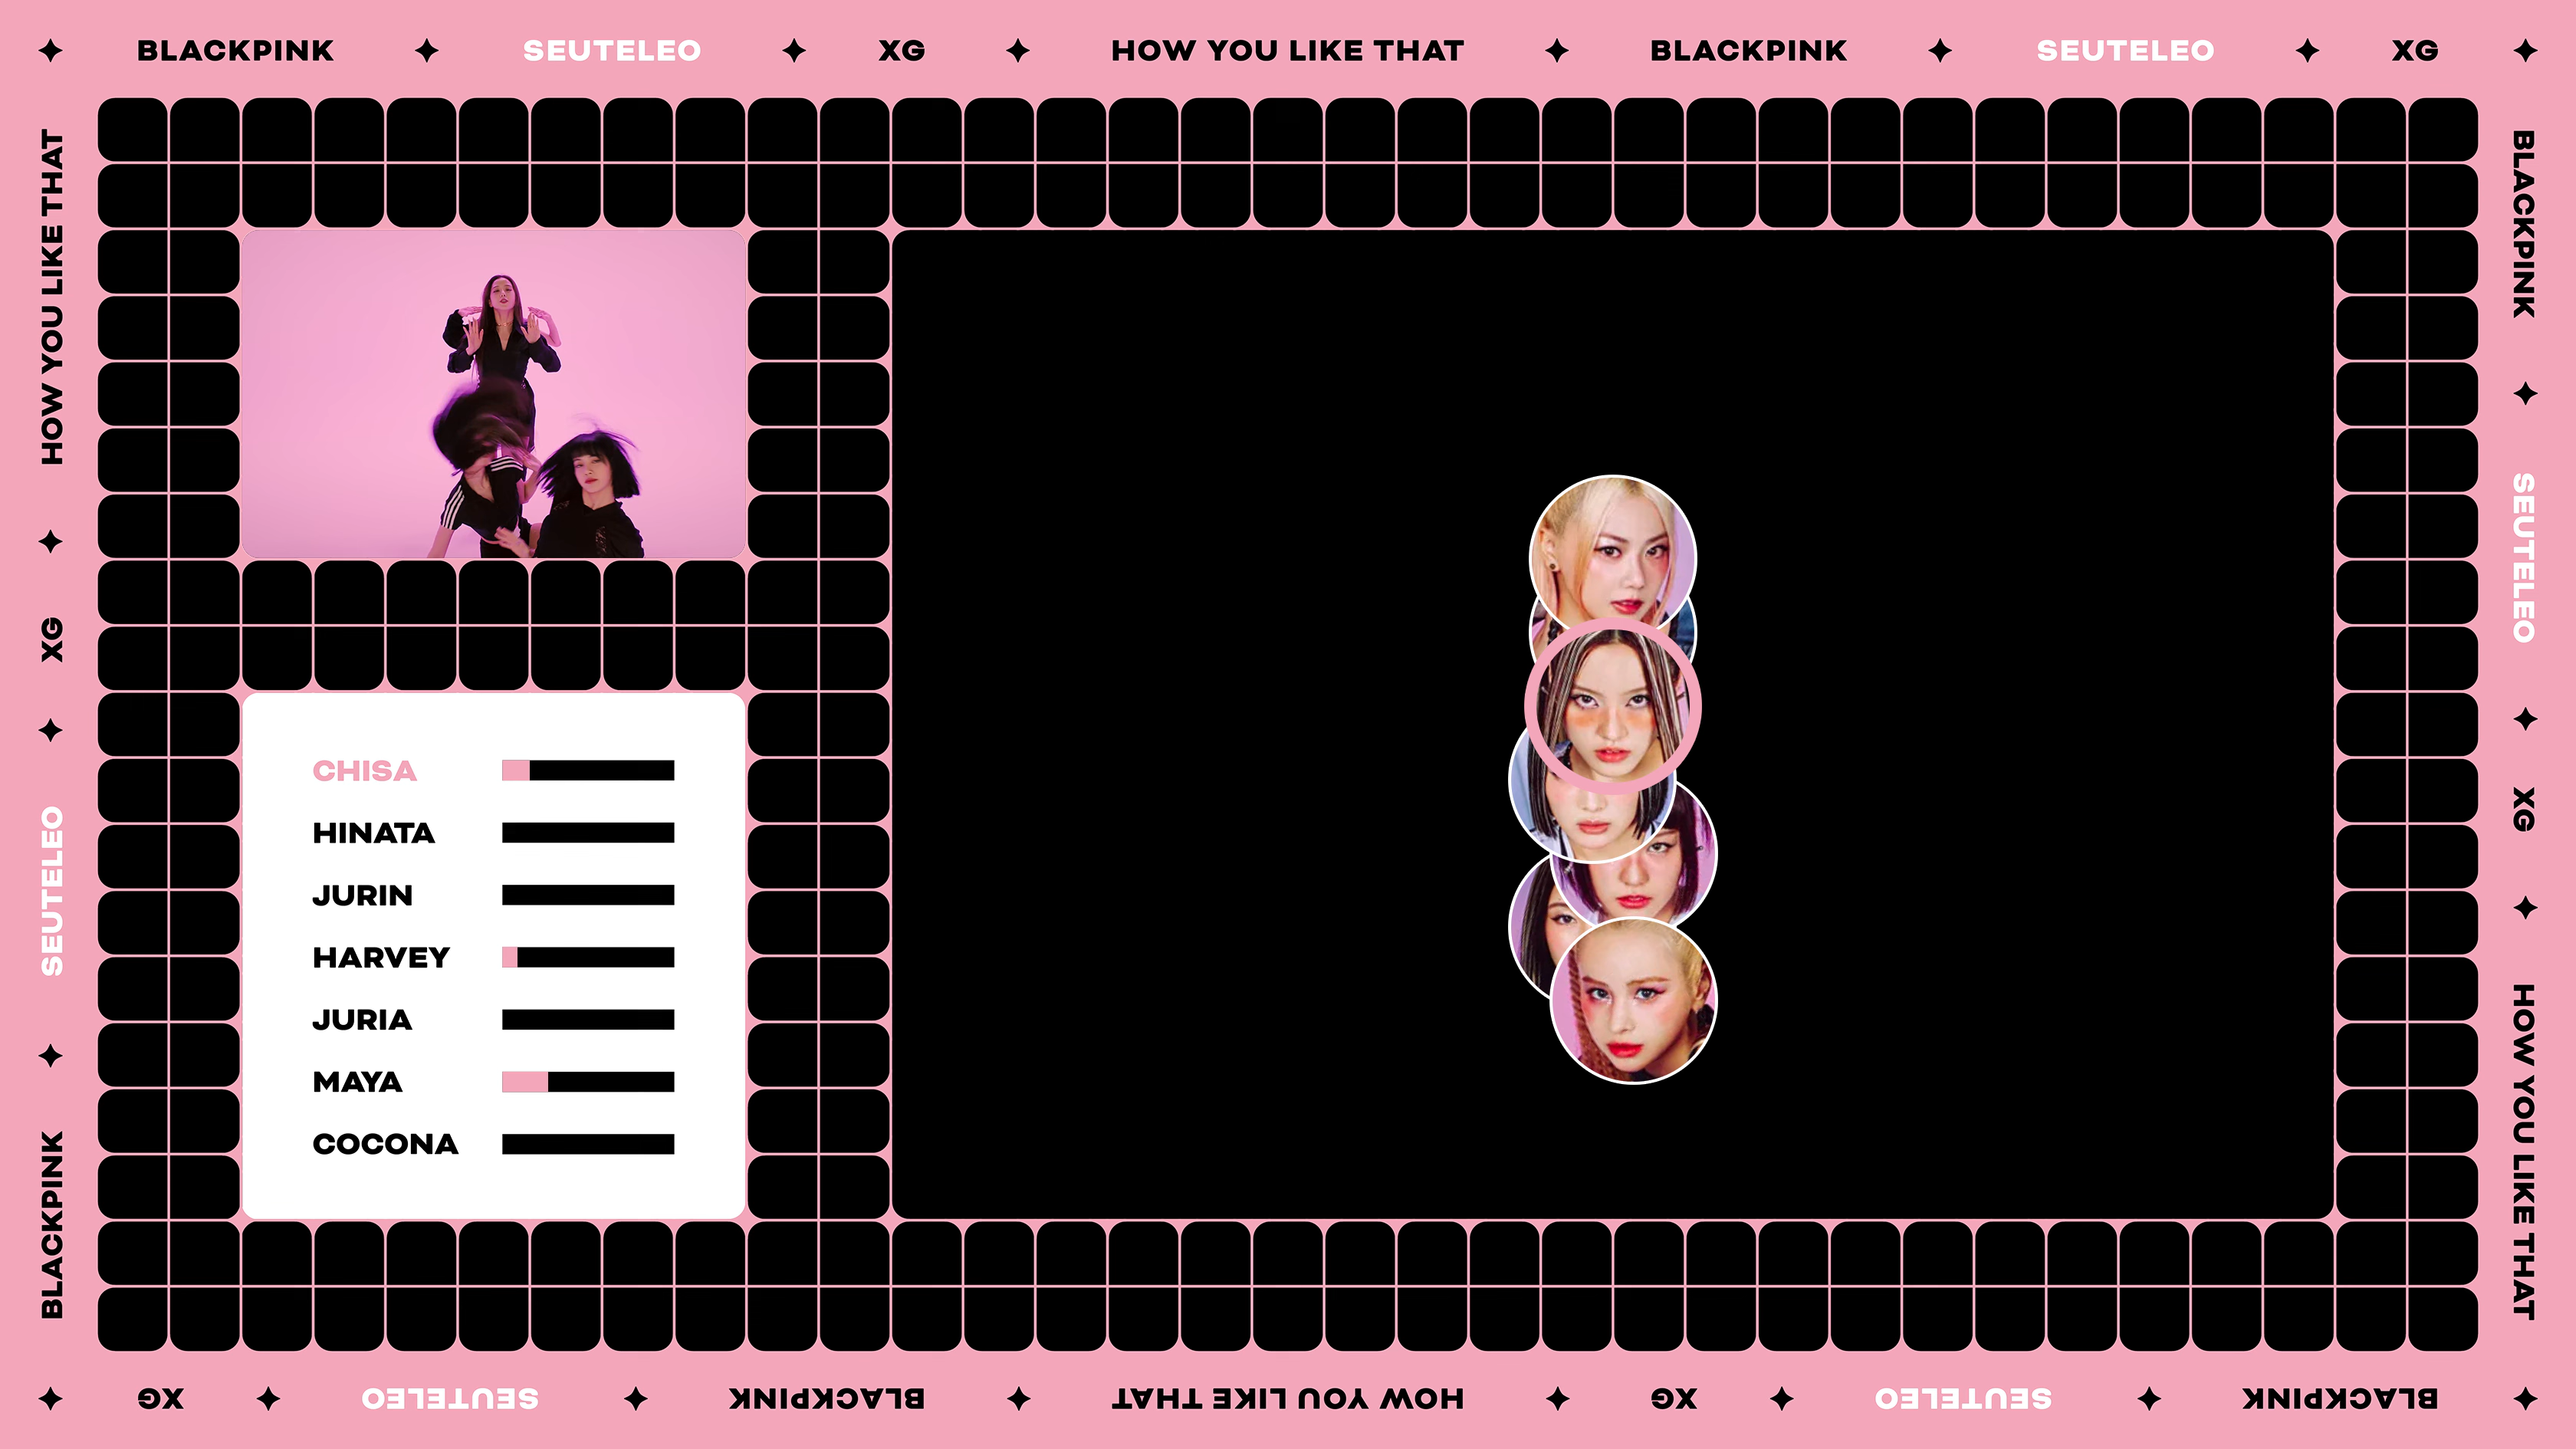 BLACKPINK ✦ SEUTELEO ✦ XG ✦ HOW YOU LIKE THAT ✦ BLACKPINK ✦ SEUTELEO ✦ XG
HOW YOU LIKE THAT
XG
SEUTELEO
BLACKPINK
CHISA
HINATA
JURIN
HARVEY
JURIA
MAYA
COCONA
BLACKPINK
SEUTELEO
XG
HOW YOU LIKE THAT
BLACKPINK ✦ SEUTELEO ✦ XG ✦ HOW YOU LIKE THAT ✦ BLACKPINK ✦ SEUTELEO ✦ XG